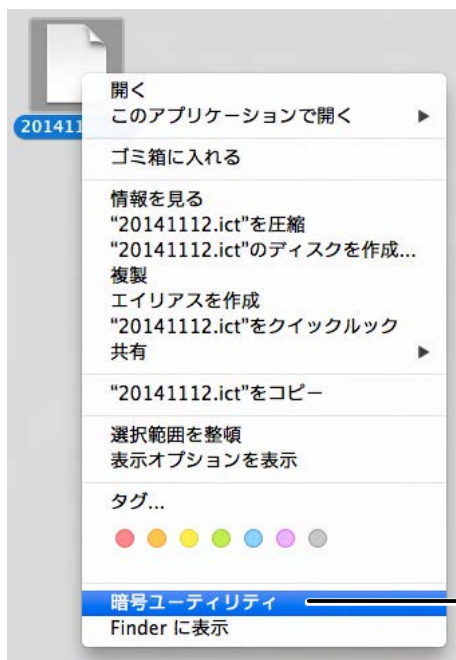 201411
開く
このアプリケーションで開く
ゴミ箱に入れる
情報を見る
“20141112.ict”を圧縮
“20141112.ict”のディスクを作成...
複製
エイリアスを作成
“20141112.ict”をクイックルック
共有
“20141112.ict”をコピー
選択範囲を整頓
表示オプションを表示
タグ...
暗号ユーティリティ
Finder に表示